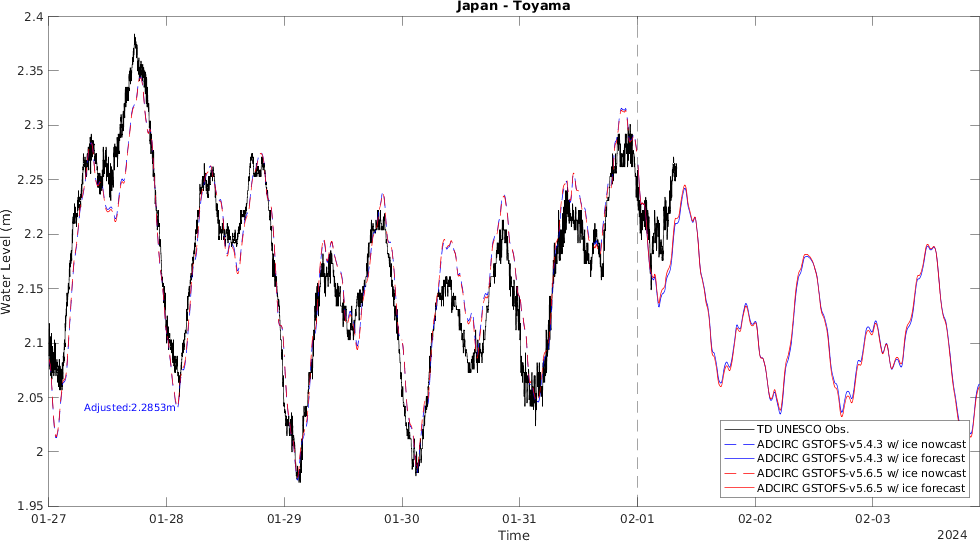 Japan - Toyama
2.4
2.35
2.3
2.25
2.2
2.15
2.1
2.05
2
1.95
Water Level (m)
Adjusted:2.2853m
TD UNESCO Obs.
ADCIRC GSTOFS-v5.4.3 w/ ice nowcast
ADCIRC GSTOFS-v5.4.3 w/ ice forecast
ADCIRC GSTOFS-v5.6.5 w/ ice nowcast
ADCIRC GSTOFS-v5.6.5 w/ ice forecast
01-27 01-28 01-29 01-30 01-31 02-01 02-02 02-03
Time
2024